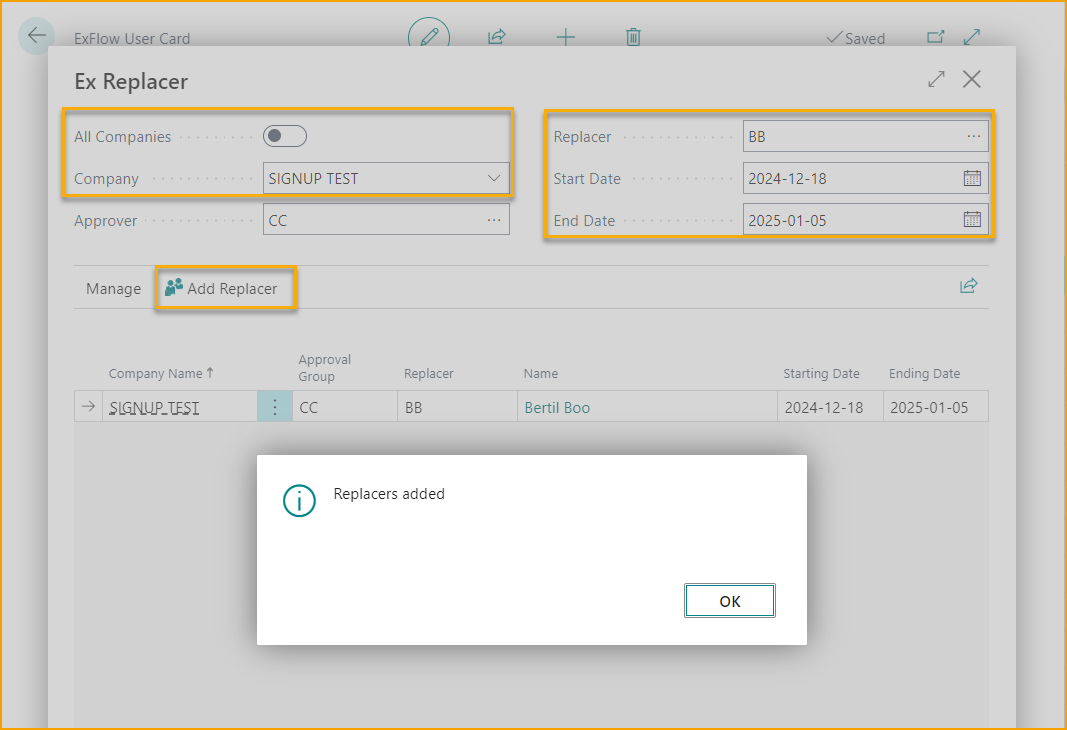 ExFlow User Card
Saved
Ex Replacer
All Companies
Company
SIGNUP TEST
Approver
CC
Replacer
BB
Start Date
2024-12-18
End Date
2025-01-05
Manage
Add Replacer
Company Name ↑
Approval
Group
Replacer
Name
Starting Date
Ending Date
SIGNUP TEST
CC
BB
Bertil Boo
2024-12-18
2025-01-05
Replacers added
OK